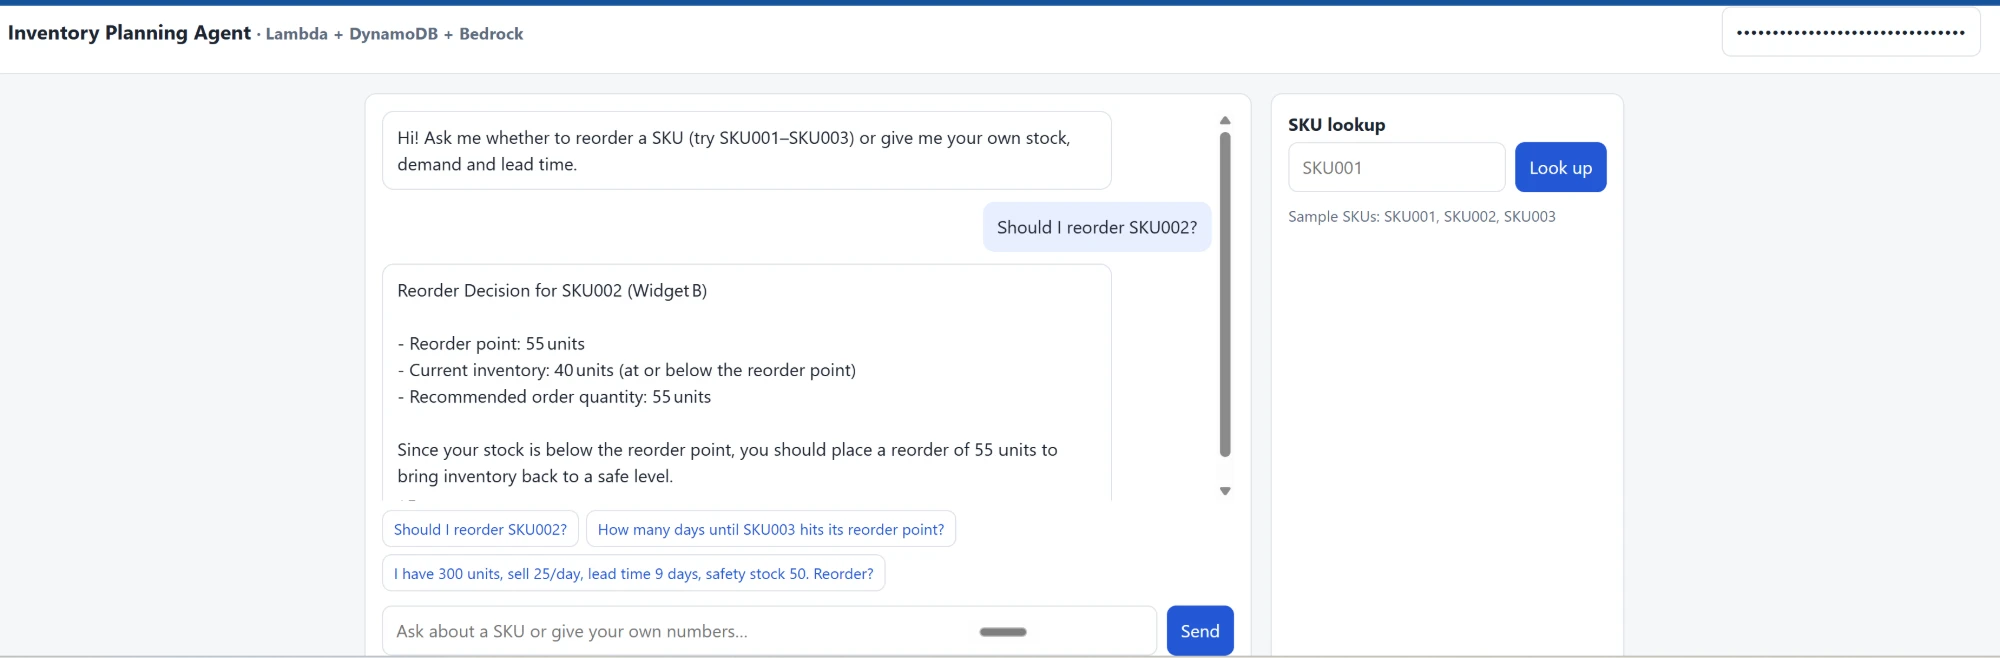 Inventory Planning Agent · Lambda + DynamoDB + Bedrock
••••••••••••••••••••••••••••••••
Hi! Ask me whether to reorder a SKU (try SKU001–SKU003) or give me your own stock,
demand and lead time.
Should I reorder SKU002?
Reorder Decision for SKU002 (Widget B)
- Reorder point: 55 units
- Current inventory: 40 units (at or below the reorder point)
- Recommended order quantity: 55 units
Since your stock is below the reorder point, you should place a reorder of 55 units to
bring inventory back to a safe level.
Should I reorder SKU002?
How many days until SKU003 hits its reorder point?
I have 300 units, sell 25/day, lead time 9 days, safety stock 50. Reorder?
Ask about a SKU or give your own numbers...
Send
SKU lookup
SKU001
Look up
Sample SKUs: SKU001, SKU002, SKU003